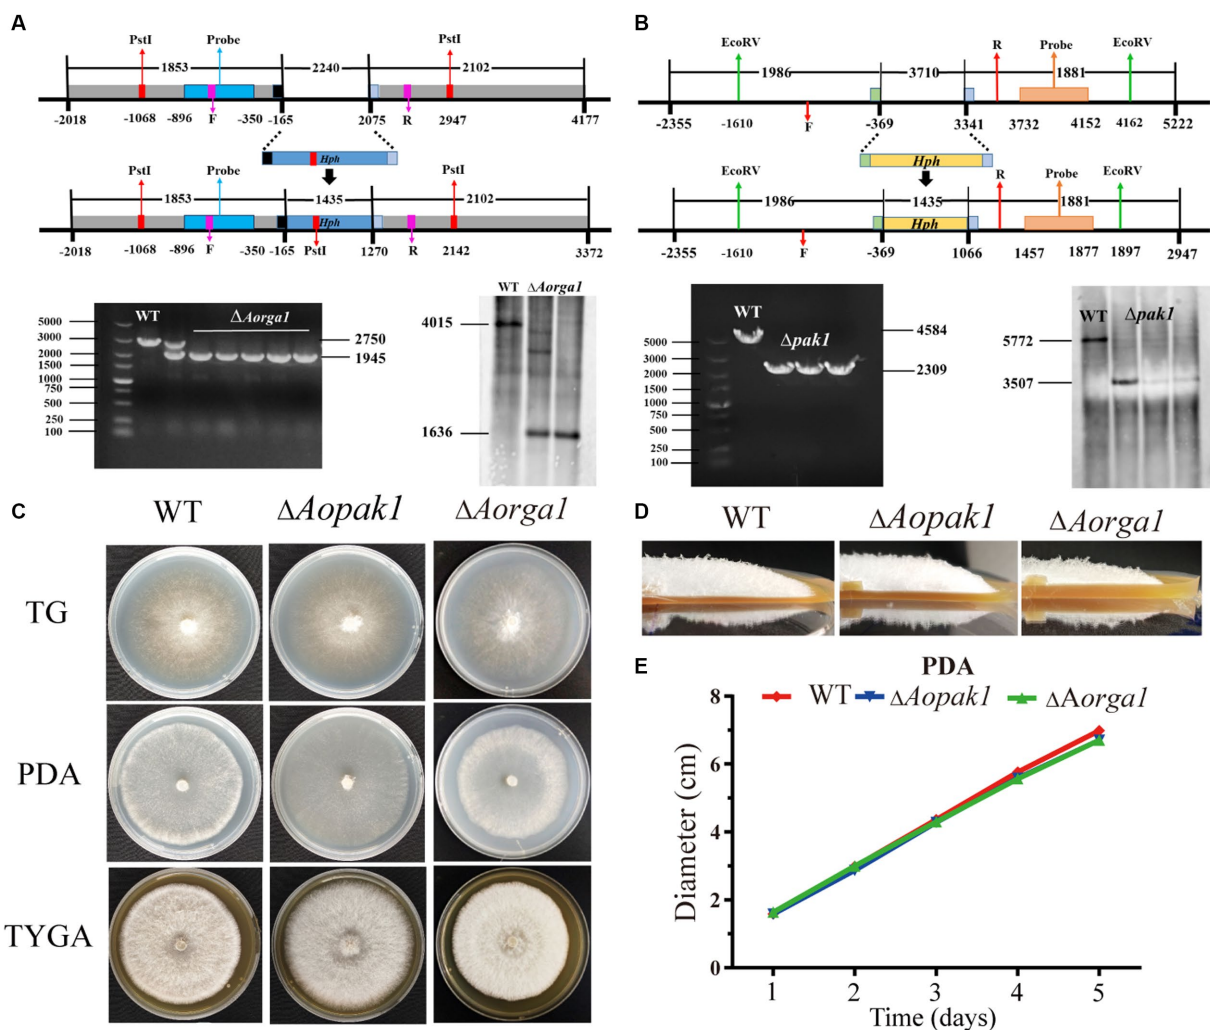 A
PstI Probe PstI
1853 2240 2102
-2018 -1068 -896 F -350 -165 2075 R 2947 4177
Hph
PstI Probe PstI
1853 1435 2102
Hph
-2018 -1068 -896 F -350 -165 PstI 1270 R 2142 3372
WT ΔAorga1
5000
3000
2000
1500
1000
750
500
250
100
2750
1945
WT ΔAorga1
4015
1636
B
EcoRV R Probe EcoRV
1986 3710 1881
-2355 -1610 F -369 3341 3732 4152 4162 5222
Hph
EcoRV R Probe EcoRV
1986 1435 1881
Hph
-2355 -1610 F -369 1066 1457 1877 1897 2947
WT
Δpak1
5000
3000
2000
1500
1000
750
500
250
100
4584
2309
WT Δpak1
5772
3507
C
WT ΔAopak1 ΔAorga1
TG
PDA
TYGA
D
WT ΔAopak1 ΔAorga1
E
PDA
WT ΔAopak1 ΔAorga1
Diameter (cm)
8
6
4
2
0
1 2 3 4 5
Time (days)